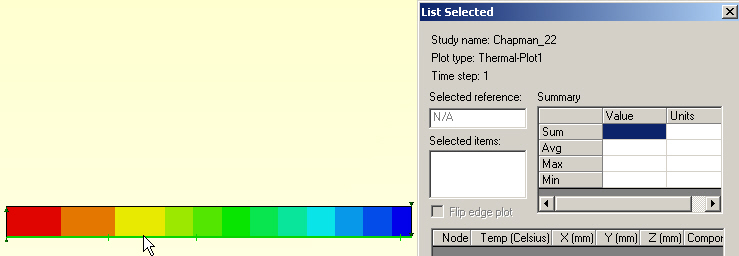 List Selected
Study name: Chapman_22
Plot type: Thermal-Plot1
Time step: 1
Selected reference:
N/A
Selected items:
Flip edge plot
Summary
Value Units
Sum
Avg
Max
Min
Node Temp (Celsius) X (mm) Y (mm) Z (mm) Compor